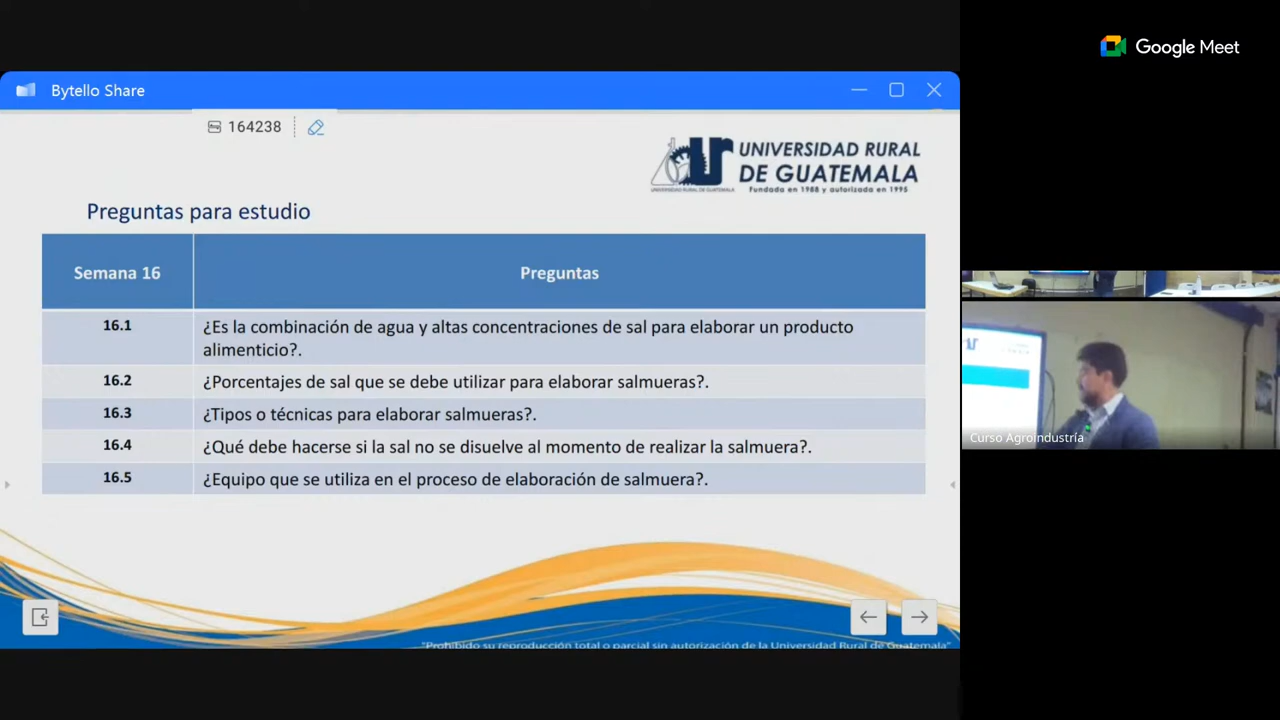 Google Meet
Bytello Share
164238
UNIVERSIDAD RURAL
DE GUATEMALA
Fundada en 1988 y autorizada en 1995
UNIVERSIDAD RURAL DE GUATEMALA
Preguntas para estudio
Semana 16
Preguntas
16.1
¿Es la combinación de agua y altas concentraciones de sal para elaborar un producto
alimenticio?.
16.2
¿Porcentajes de sal que se debe utilizar para elaborar salmueras?.
16.3
¿Tipos o técnicas para elaborar salmueras?.
16.4
¿Qué debe hacerse si la sal no se disuelve al momento de realizar la salmuera?.
16.5
¿Equipo que se utiliza en el proceso de elaboración de salmuera?.
Curso Agroindustría
"Prohibido su reproducción total o parcial sin autorización de la Universidad Rural de Guatemala"